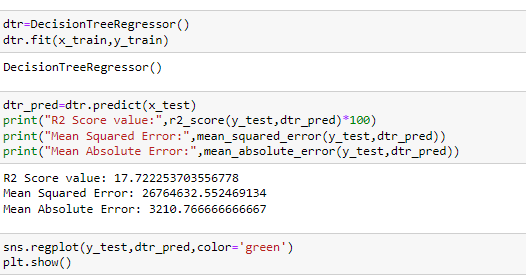 dtr=DecisionTreeRegressor()
dtr.fit(x_train,y_train)
DecisionTreeRegressor()
dtr_pred=dtr.predict(x_test)
print("R2 Score value:",r2_score(y_test,dtr_pred)*100)
print("Mean Squared Error:",mean_squared_error(y_test,dtr_pred))
print("Mean Absolute Error:",mean_absolute_error(y_test,dtr_pred))
R2 Score value: 17.722253703556778
Mean Squared Error: 26764632.552469134
Mean Absolute Error: 3210.766666666667
sns.regplot(y_test,dtr_pred,color='green')
plt.show()